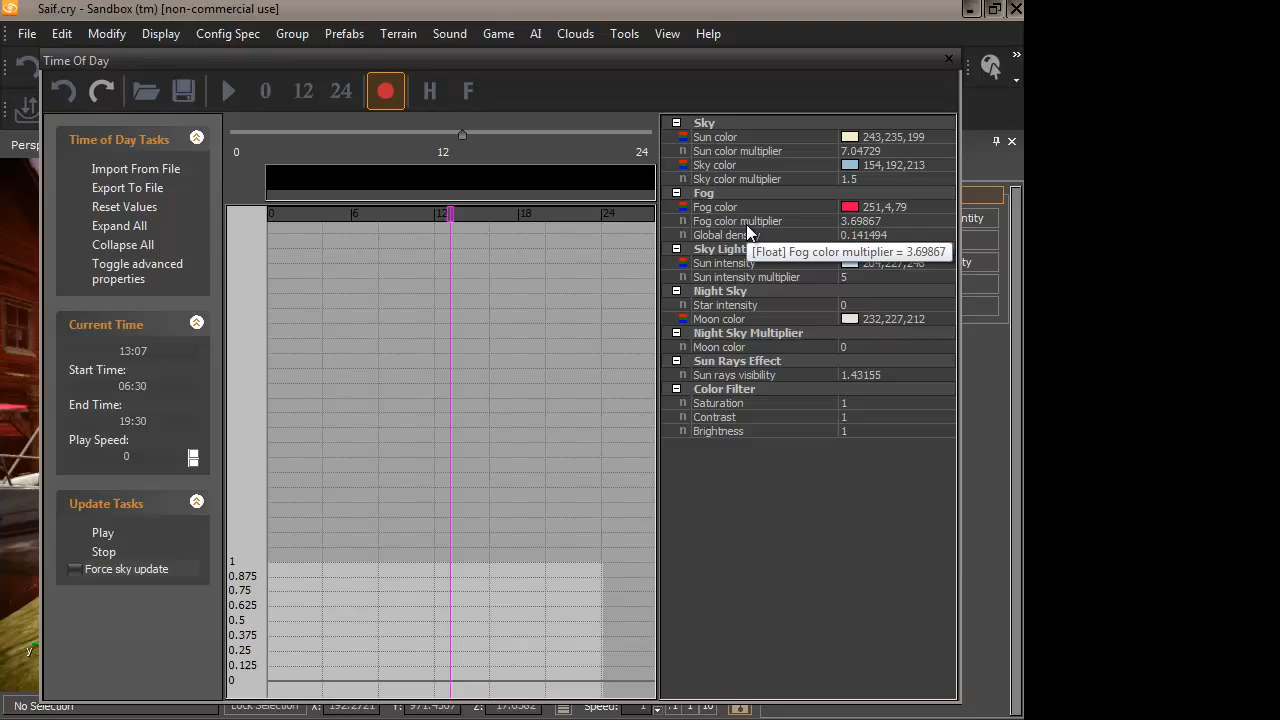 Saif.cry - Sandbox (tm) [non-commercial use]
File Edit Modify Display Config Spec Group Prefabs Terrain Sound Game AI Clouds Tools View Help
Time Of Day
0 12 24 H F
Time of Day Tasks
Import From File
Export To File
Reset Values
Expand All
Collapse All
Toggle advanced
properties
Current Time
13:07
Start Time:
06:30
End Time:
19:30
Play Speed:
0
Update Tasks
Play
Stop
Force sky update
0 12 24
0 6 12 18 24
1
0.875
0.75
0.625
0.5
0.375
0.25
0.125
0
Sky
Sun color 243,235,199
Sun color multiplier 7.04729
Sky color 154,192,213
Sky color multiplier 1.5
Fog
Fog color 251,4,79
Fog color multiplier 3.69867
Global density 0.141494
[Float] Fog color multiplier = 3.69867
Sky Light
Sun intensity 204,227,248
Sun intensity multiplier 5
Night Sky
Star intensity 0
Moon color 232,227,212
Night Sky Multiplier
Moon color 0
Sun Rays Effect
Sun rays visibility 1.43155
Color Filter
Saturation 1
Contrast 1
Brightness 1
Persp
y
No Selection Lock Selection X: 192.2721 Y: Z: Speed: 1 .1 1 10